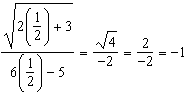 √(2(1/2) + 3) / (6(1/2) − 5) = √4 / −2 = 2 / −2 = −1